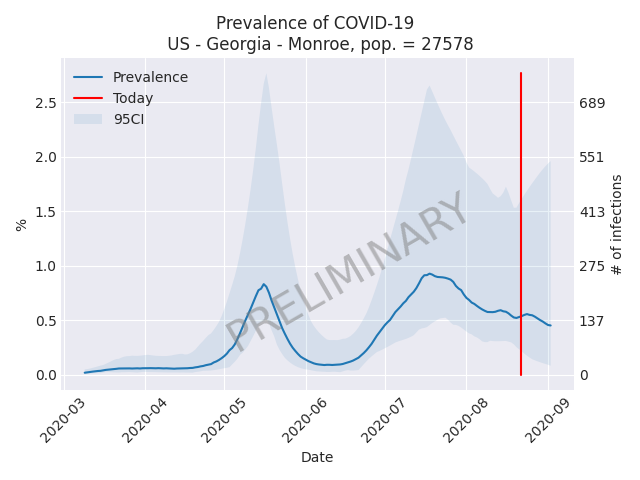 Prevalence of COVID-19
US - Georgia - Monroe, pop. = 27578
Prevalence
Today
95CI
PRELIMINARY
%
2.5
2.0
1.5
1.0
0.5
0.0
689
551
413
275
137
0
# of infections
2020-03
2020-04
2020-05
2020-06
2020-07
2020-08
2020-09
Date